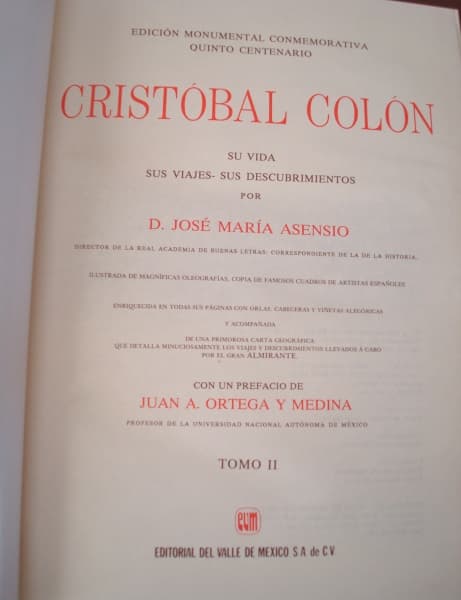 EDICIÓN MONUMENTAL CONMEMORATIVA
QUINTO CENTENARIO
CRISTÓBAL COLÓN
SU VIDA
SUS VIAJES- SUS DESCUBRIMIENTOS
POR
D. JOSÉ MARÍA ASENSIO
DIRECTOR DE LA REAL ACADEMIA DE BUENAS LETRAS: CORRESPONDIENTE DE LA DE LA HISTORIA.
ILUSTRADA DE MAGNÍFICAS OLEOGRAFÍAS, COPIA DE FAMOSOS CUADROS DE ARTISTAS ESPAÑOLES
ENRIQUECIDA EN TODAS SUS PÁGINAS CON ORLAS, CABECERAS Y VIÑETAS ALEGÓRICAS
Y ACOMPAÑADA
DE UNA PRIMOROSA CARTA GEOGRÁFICA
QUE DETALLA MINUCIOSAMENTE LOS VIAJES Y DESCUBRIMIENTOS LLEVADOS Á CABO
POR EL GRAN ALMIRANTE.
CON UN PREFACIO DE
JUAN A. ORTEGA Y MEDINA
PROFESOR DE LA UNIVERSIDAD NACIONAL AUTÓNOMA DE MÉXICO
TOMO II
eum
EDITORIAL DEL VALLE DE MEXICO S.A. de C.V.